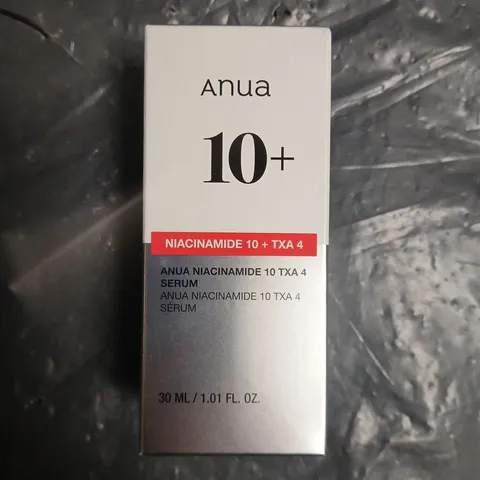 Anua
10+
NIACINAMIDE 10 + TXA 4
ANUA NIACINAMIDE 10 TXA 4
SERUM
ANUA NIACINAMIDE 10 TXA 4
SÉRUM
30 ML / 1.01 FL. OZ.